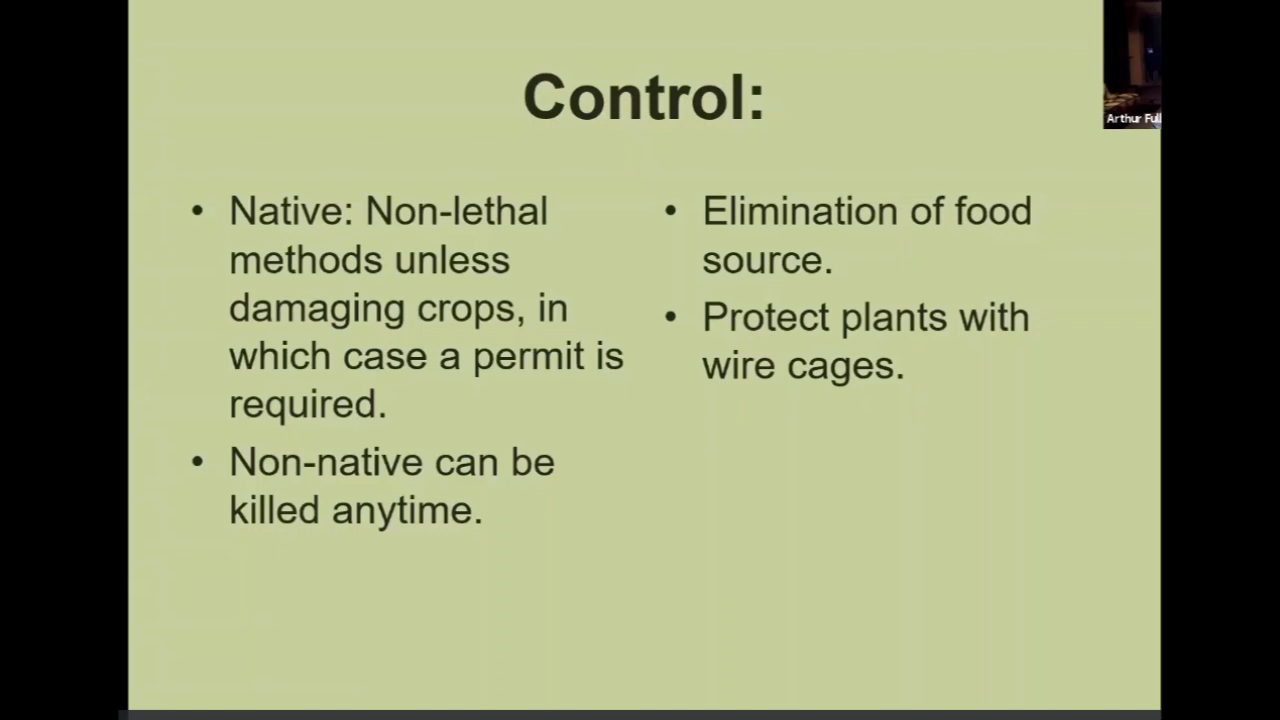 Control:
• Native: Non-lethal
methods unless
damaging crops, in
which case a permit is
required.
• Non-native can be
killed anytime.
• Elimination of food
source.
• Protect plants with
wire cages.
Arthur Full